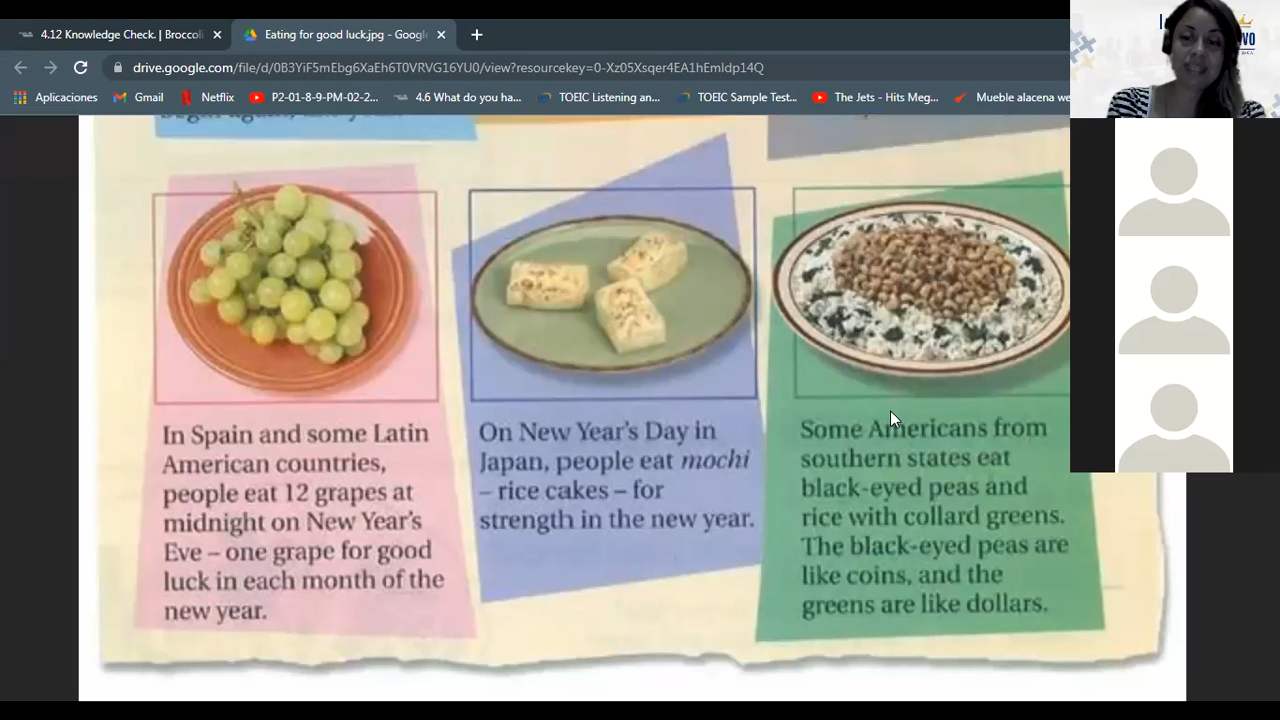 4.12 Knowledge Check. | Broccoli
Eating for good luck.jpg - Google
drive.google.com/file/d/0B3YiF5mEbg6XaEh6T0VRVG16YU0/view?resourcekey=0-Xz05Xsqer4EA1hEmldp14Q
Aplicaciones
Gmail
Netflix
P2-01-8-9-PM-02-2...
4.6 What do you ha...
TOEIC Listening an...
TOEIC Sample Test...
The Jets - Hits Meg...
Mueble alacena we
In Spain and some Latin
American countries,
people eat 12 grapes at
midnight on New Year's
Eve – one grape for good
luck in each month of the
new year.
On New Year's Day in
Japan, people eat mochi
– rice cakes – for
strength in the new year.
Some Americans from
southern states eat
black-eyed peas and
rice with collard greens.
The black-eyed peas are
like coins, and the
greens are like dollars.